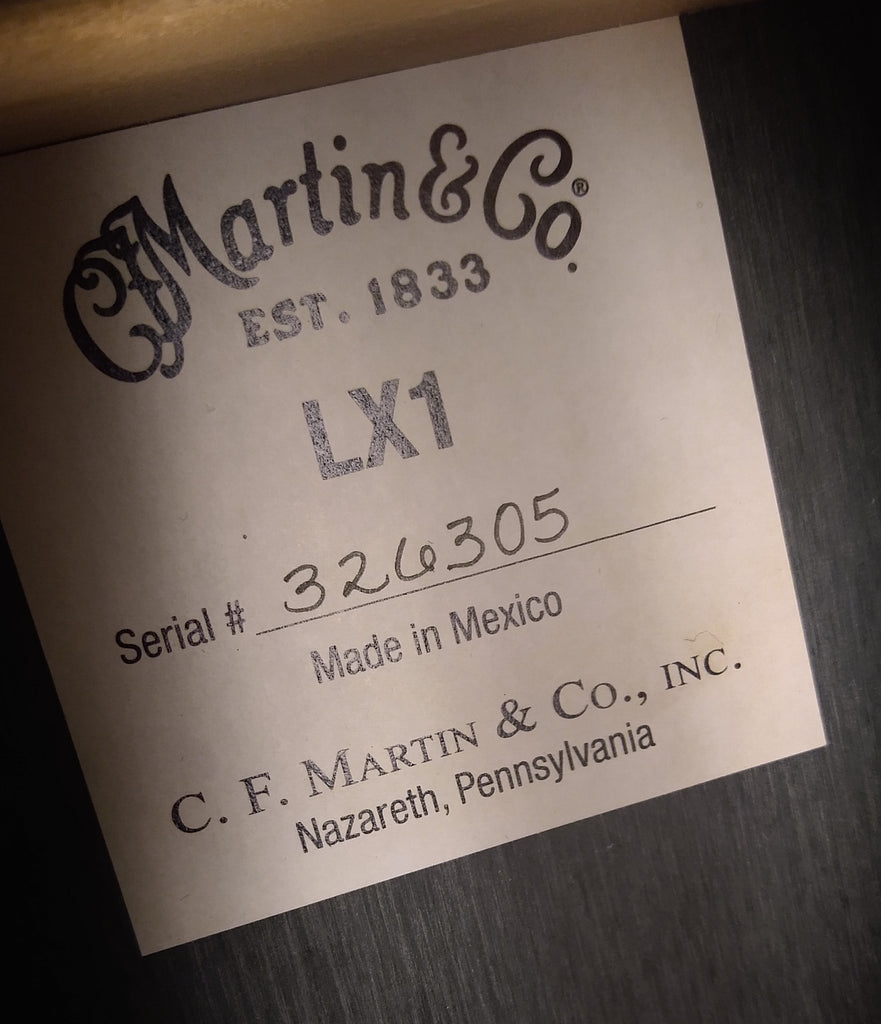 CFMartin & Co.®
EST. 1833
LX1
Serial # 326305
Made in Mexico
C. F. MARTIN & CO., INC.
Nazareth, Pennsylvania